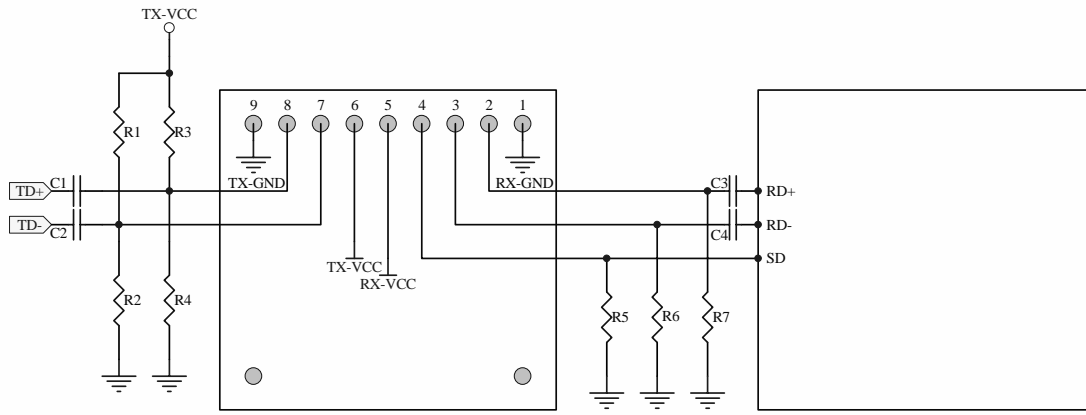 TX-VCC
9 8 7 6 5 4 3 2 1
R1 R3
TX-GND RX-GND
TD+ C1 C3 RD+
TD- C2 C4 RD-
TX-VCC SD
RX-VCC
R2 R4 R5 R6 R7